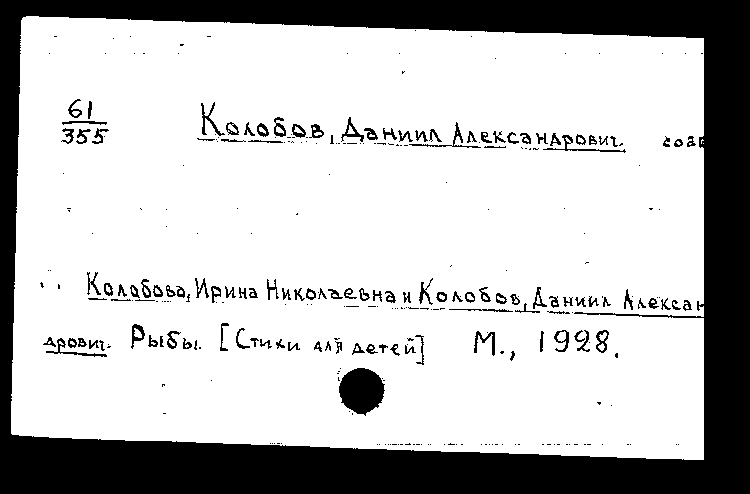 61
355
Колобов, Даниил Александрович.
Колобова, Ирина Николаевна и Колобов, Даниил Алексан
дрович. Рыбы. [Стихи для детей] М., 1928.